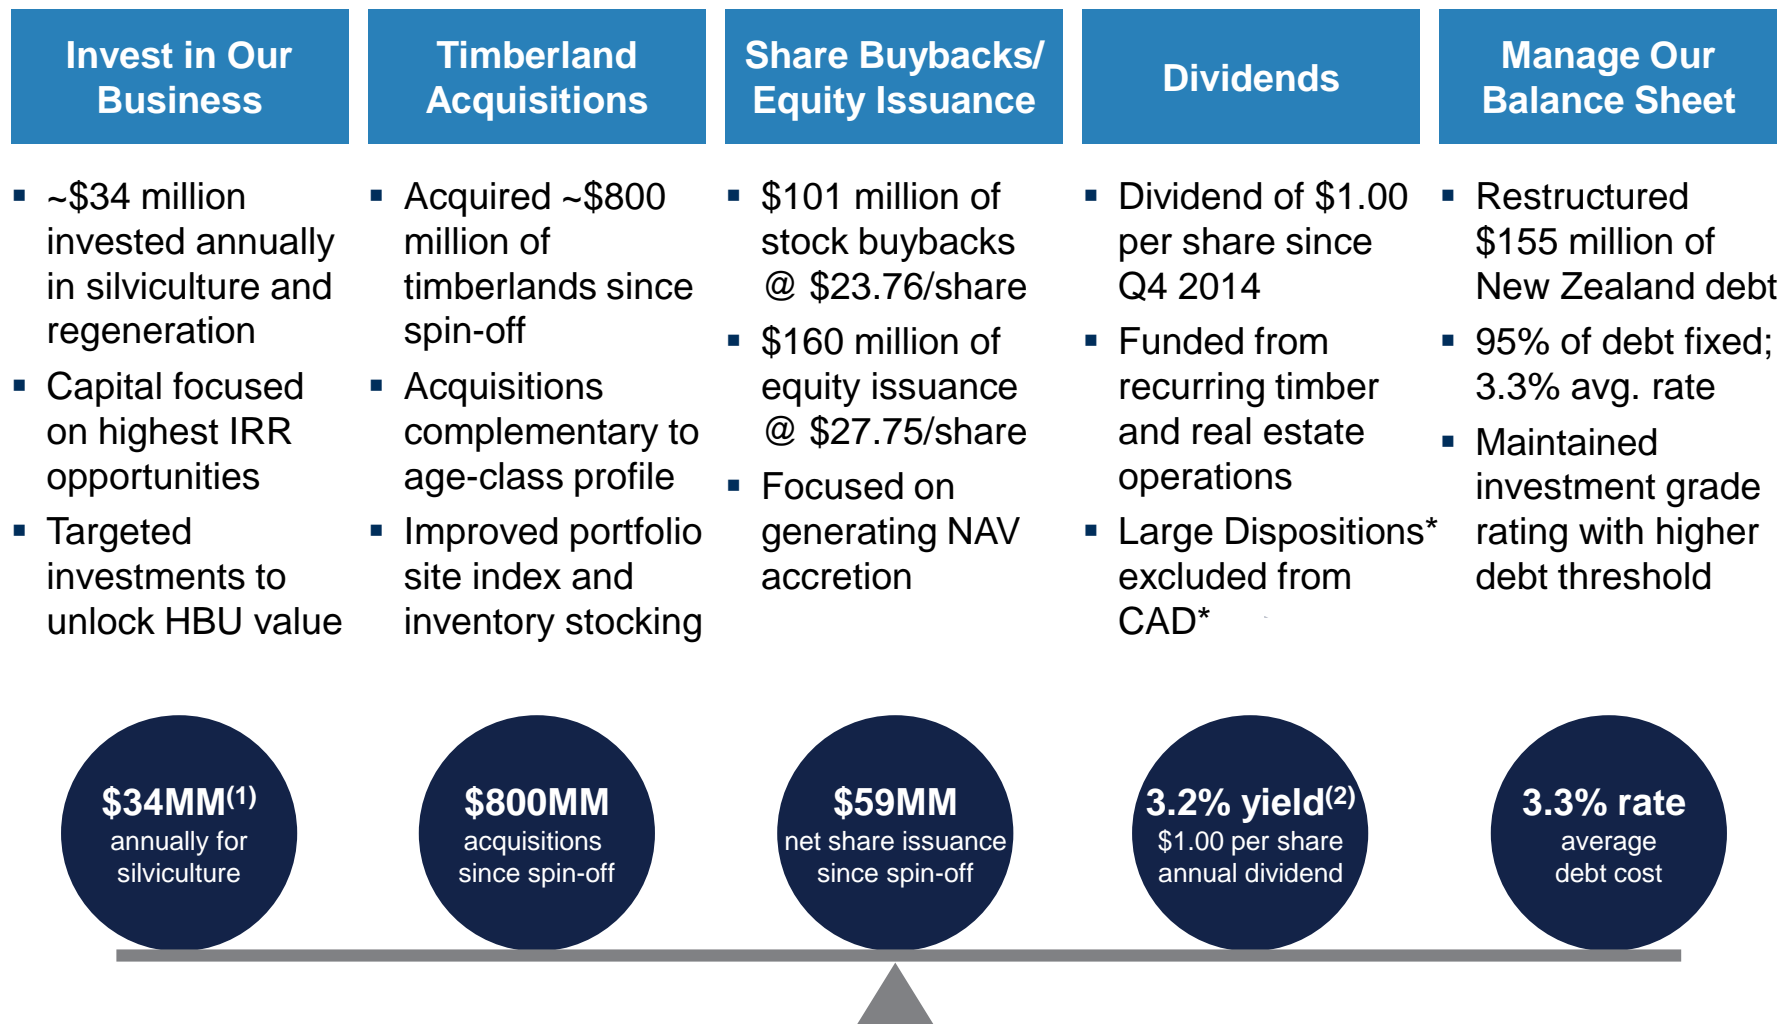 Invest in Our
Business
▪ ~$34 million
invested annually
in silviculture and
regeneration
▪ Capital focused
on highest IRR
opportunities
▪ Targeted
investments to
unlock HBU value
$34MM(1)
annually for
silviculture
Timberland
Acquisitions
▪ Acquired ~$800
million of
timberlands since
spin-off
▪ Acquisitions
complementary to
age-class profile
▪ Improved portfolio
site index and
inventory stocking
$800MM
acquisitions
since spin-off
Share Buybacks/
Equity Issuance
▪ $101 million of
stock buybacks
@ $23.76/share
▪ $160 million of
equity issuance
@ $27.75/share
▪ Focused on
generating NAV
accretion
$59MM
net share issuance
since spin-off
Dividends
▪ Dividend of $1.00
per share since
Q4 2014
▪ Funded from
recurring timber
and real estate
operations
▪ Large Dispositions*
excluded from
CAD*
3.2% yield(2)
$1.00 per share
annual dividend
Manage Our
Balance Sheet
▪ Restructured
$155 million of
New Zealand debt
▪ 95% of debt fixed;
3.3% avg. rate
▪ Maintained
investment grade
rating with higher
debt threshold
3.3% rate
average
debt cost